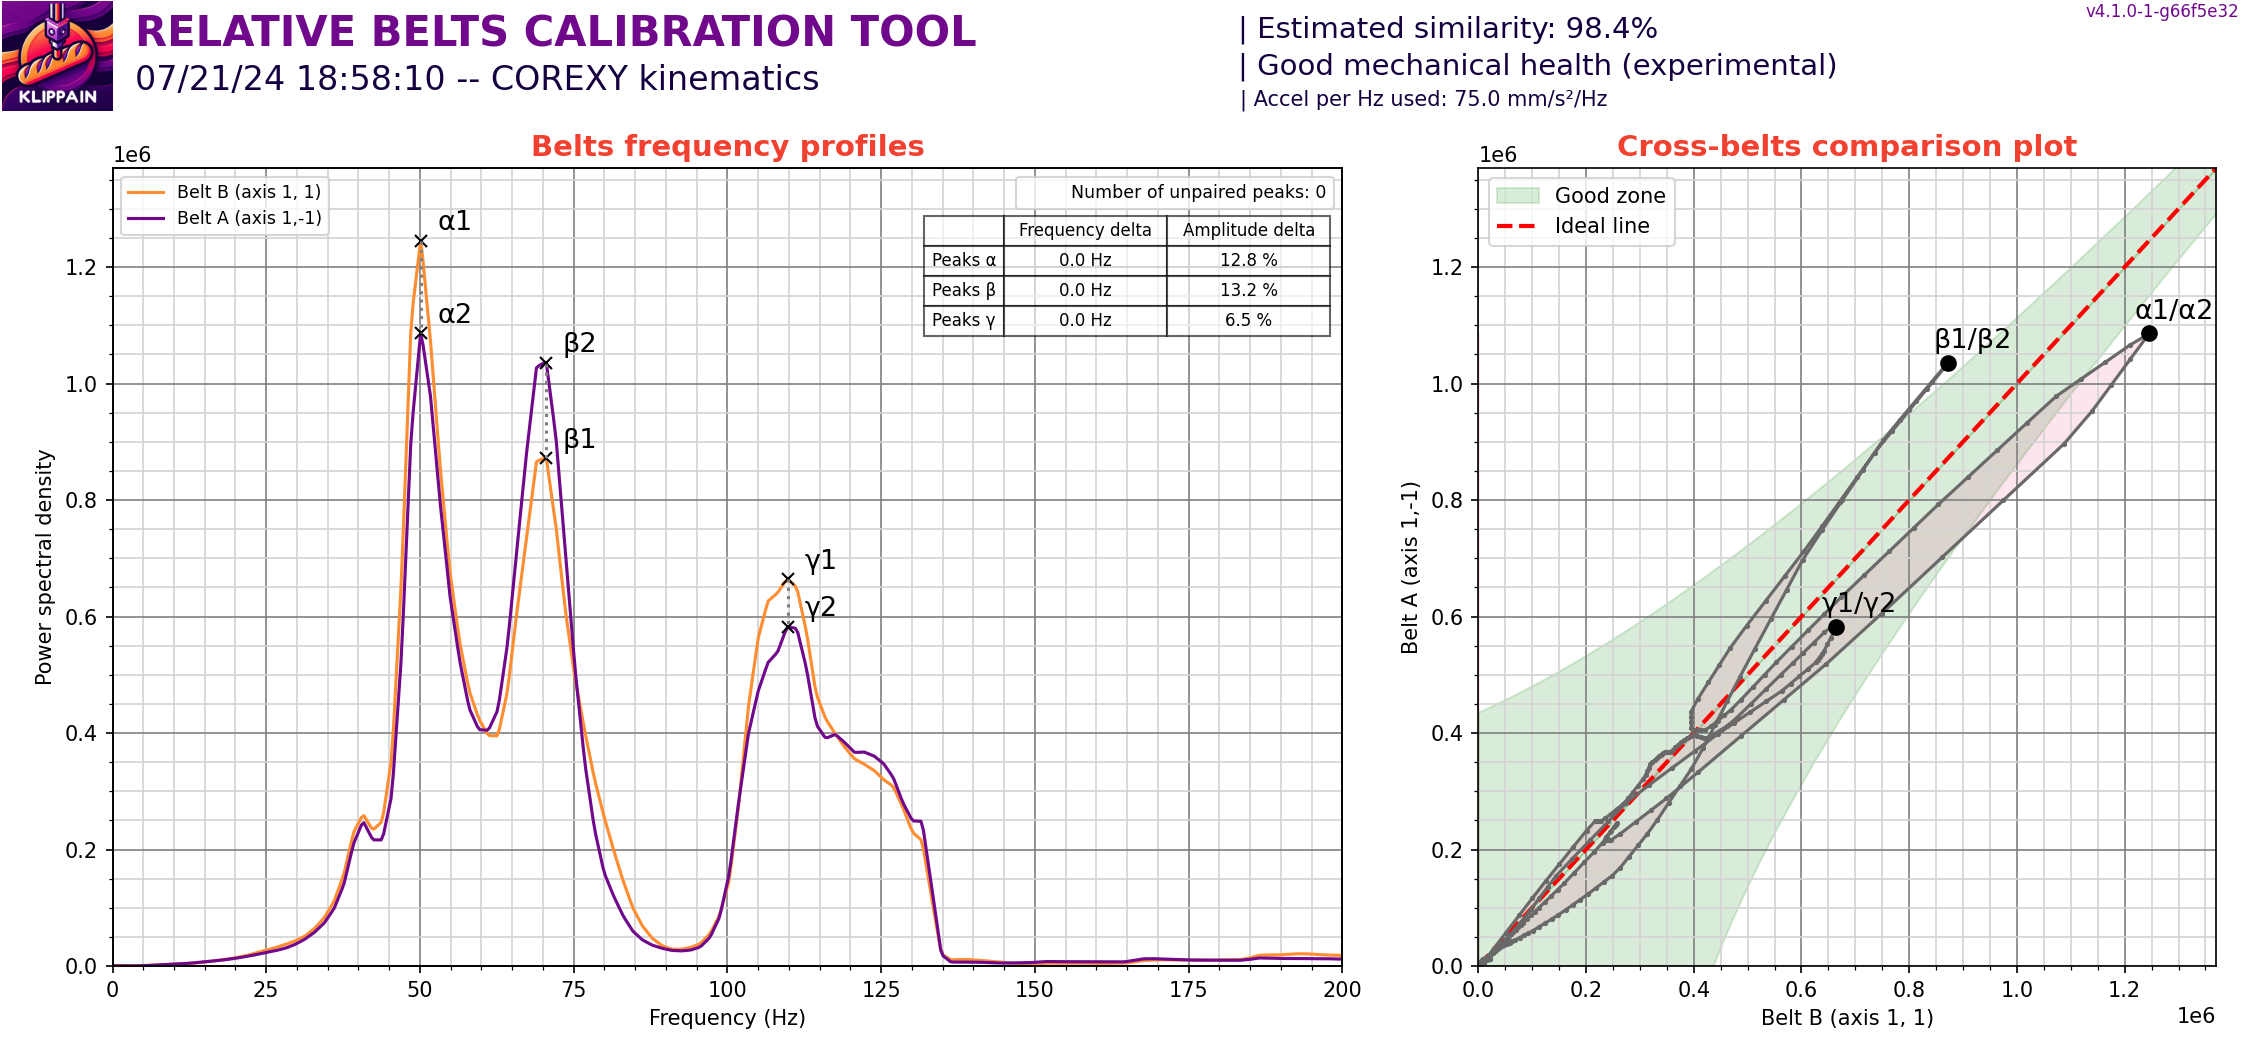 KLIPPAIN
RELATIVE BELTS CALIBRATION TOOL
07/21/24 18:58:10 -- COREXY kinematics
| Estimated similarity: 98.4%
| Good mechanical health (experimental)
| Accel per Hz used: 75.0 mm/s²/Hz
v4.1.0-1-g66f5e32
Belts frequency profiles
1e6
Belt B (axis 1, 1)
Belt A (axis 1,-1)
Number of unpaired peaks: 0
Frequency delta Amplitude delta
Peaks α 0.0 Hz 12.8 %
Peaks β 0.0 Hz 13.2 %
Peaks γ 0.0 Hz 6.5 %
α1
α2
β2
β1
γ1
γ2
Power spectral density
1.2
1.0
0.8
0.6
0.4
0.2
0.0
0 25 50 75 100 125 150 175 200
Frequency (Hz)
Cross-belts comparison plot
1e6
Good zone
Ideal line
α1/α2
β1/β2
γ1/γ2
Belt A (axis 1,-1)
1.2
1.0
0.8
0.6
0.4
0.2
0.0
0.0 0.2 0.4 0.6 0.8 1.0 1.2
Belt B (axis 1, 1)
1e6